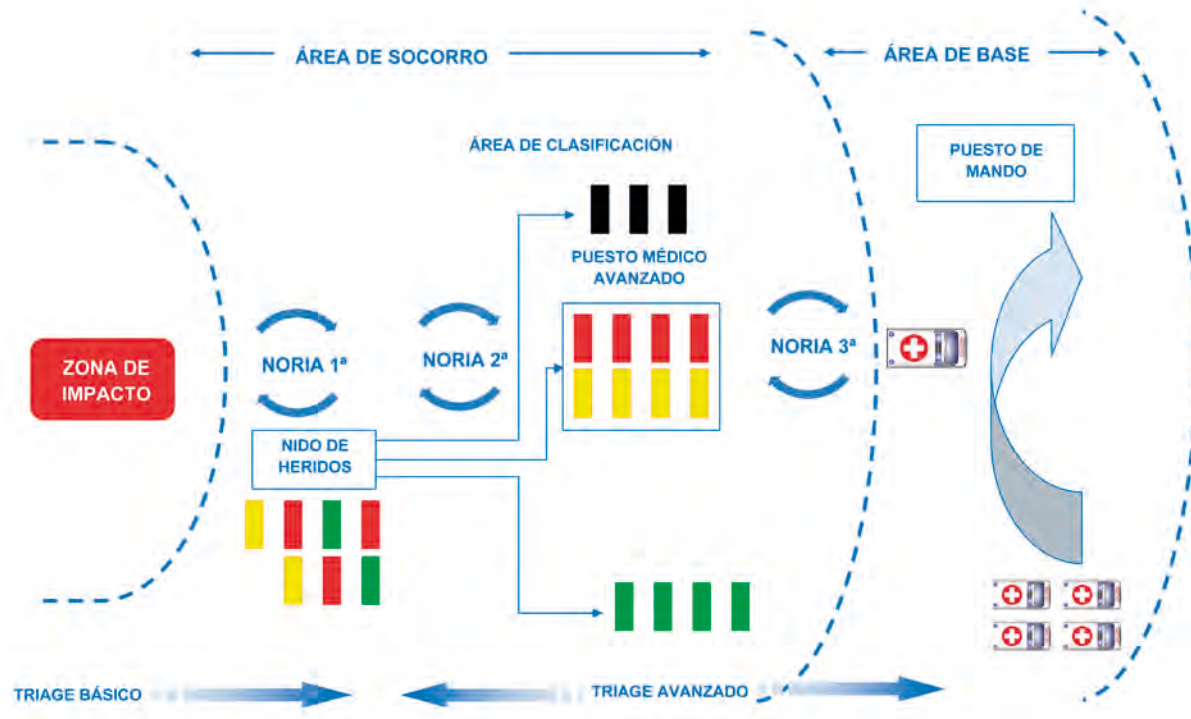 ÁREA DE SOCORRO
ÁREA DE BASE
ÁREA DE CLASIFICACIÓN
PUESTO DE
MANDO
PUESTO MÉDICO
AVANZADO
ZONA DE
IMPACTO
NORIA 1ª
NORIA 2ª
NORIA 3ª
NIDO DE
HERIDOS
TRIAGE BÁSICO
TRIAGE AVANZADO